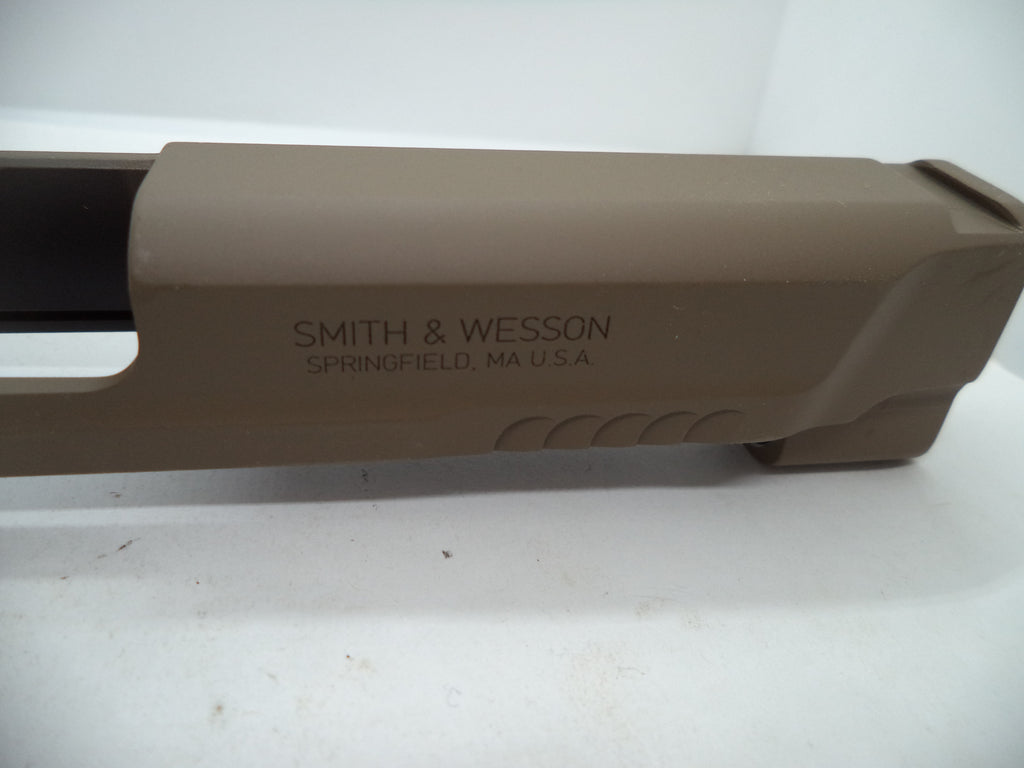 SMITH & WESSON
SPRINGFIELD, MA U.S.A.